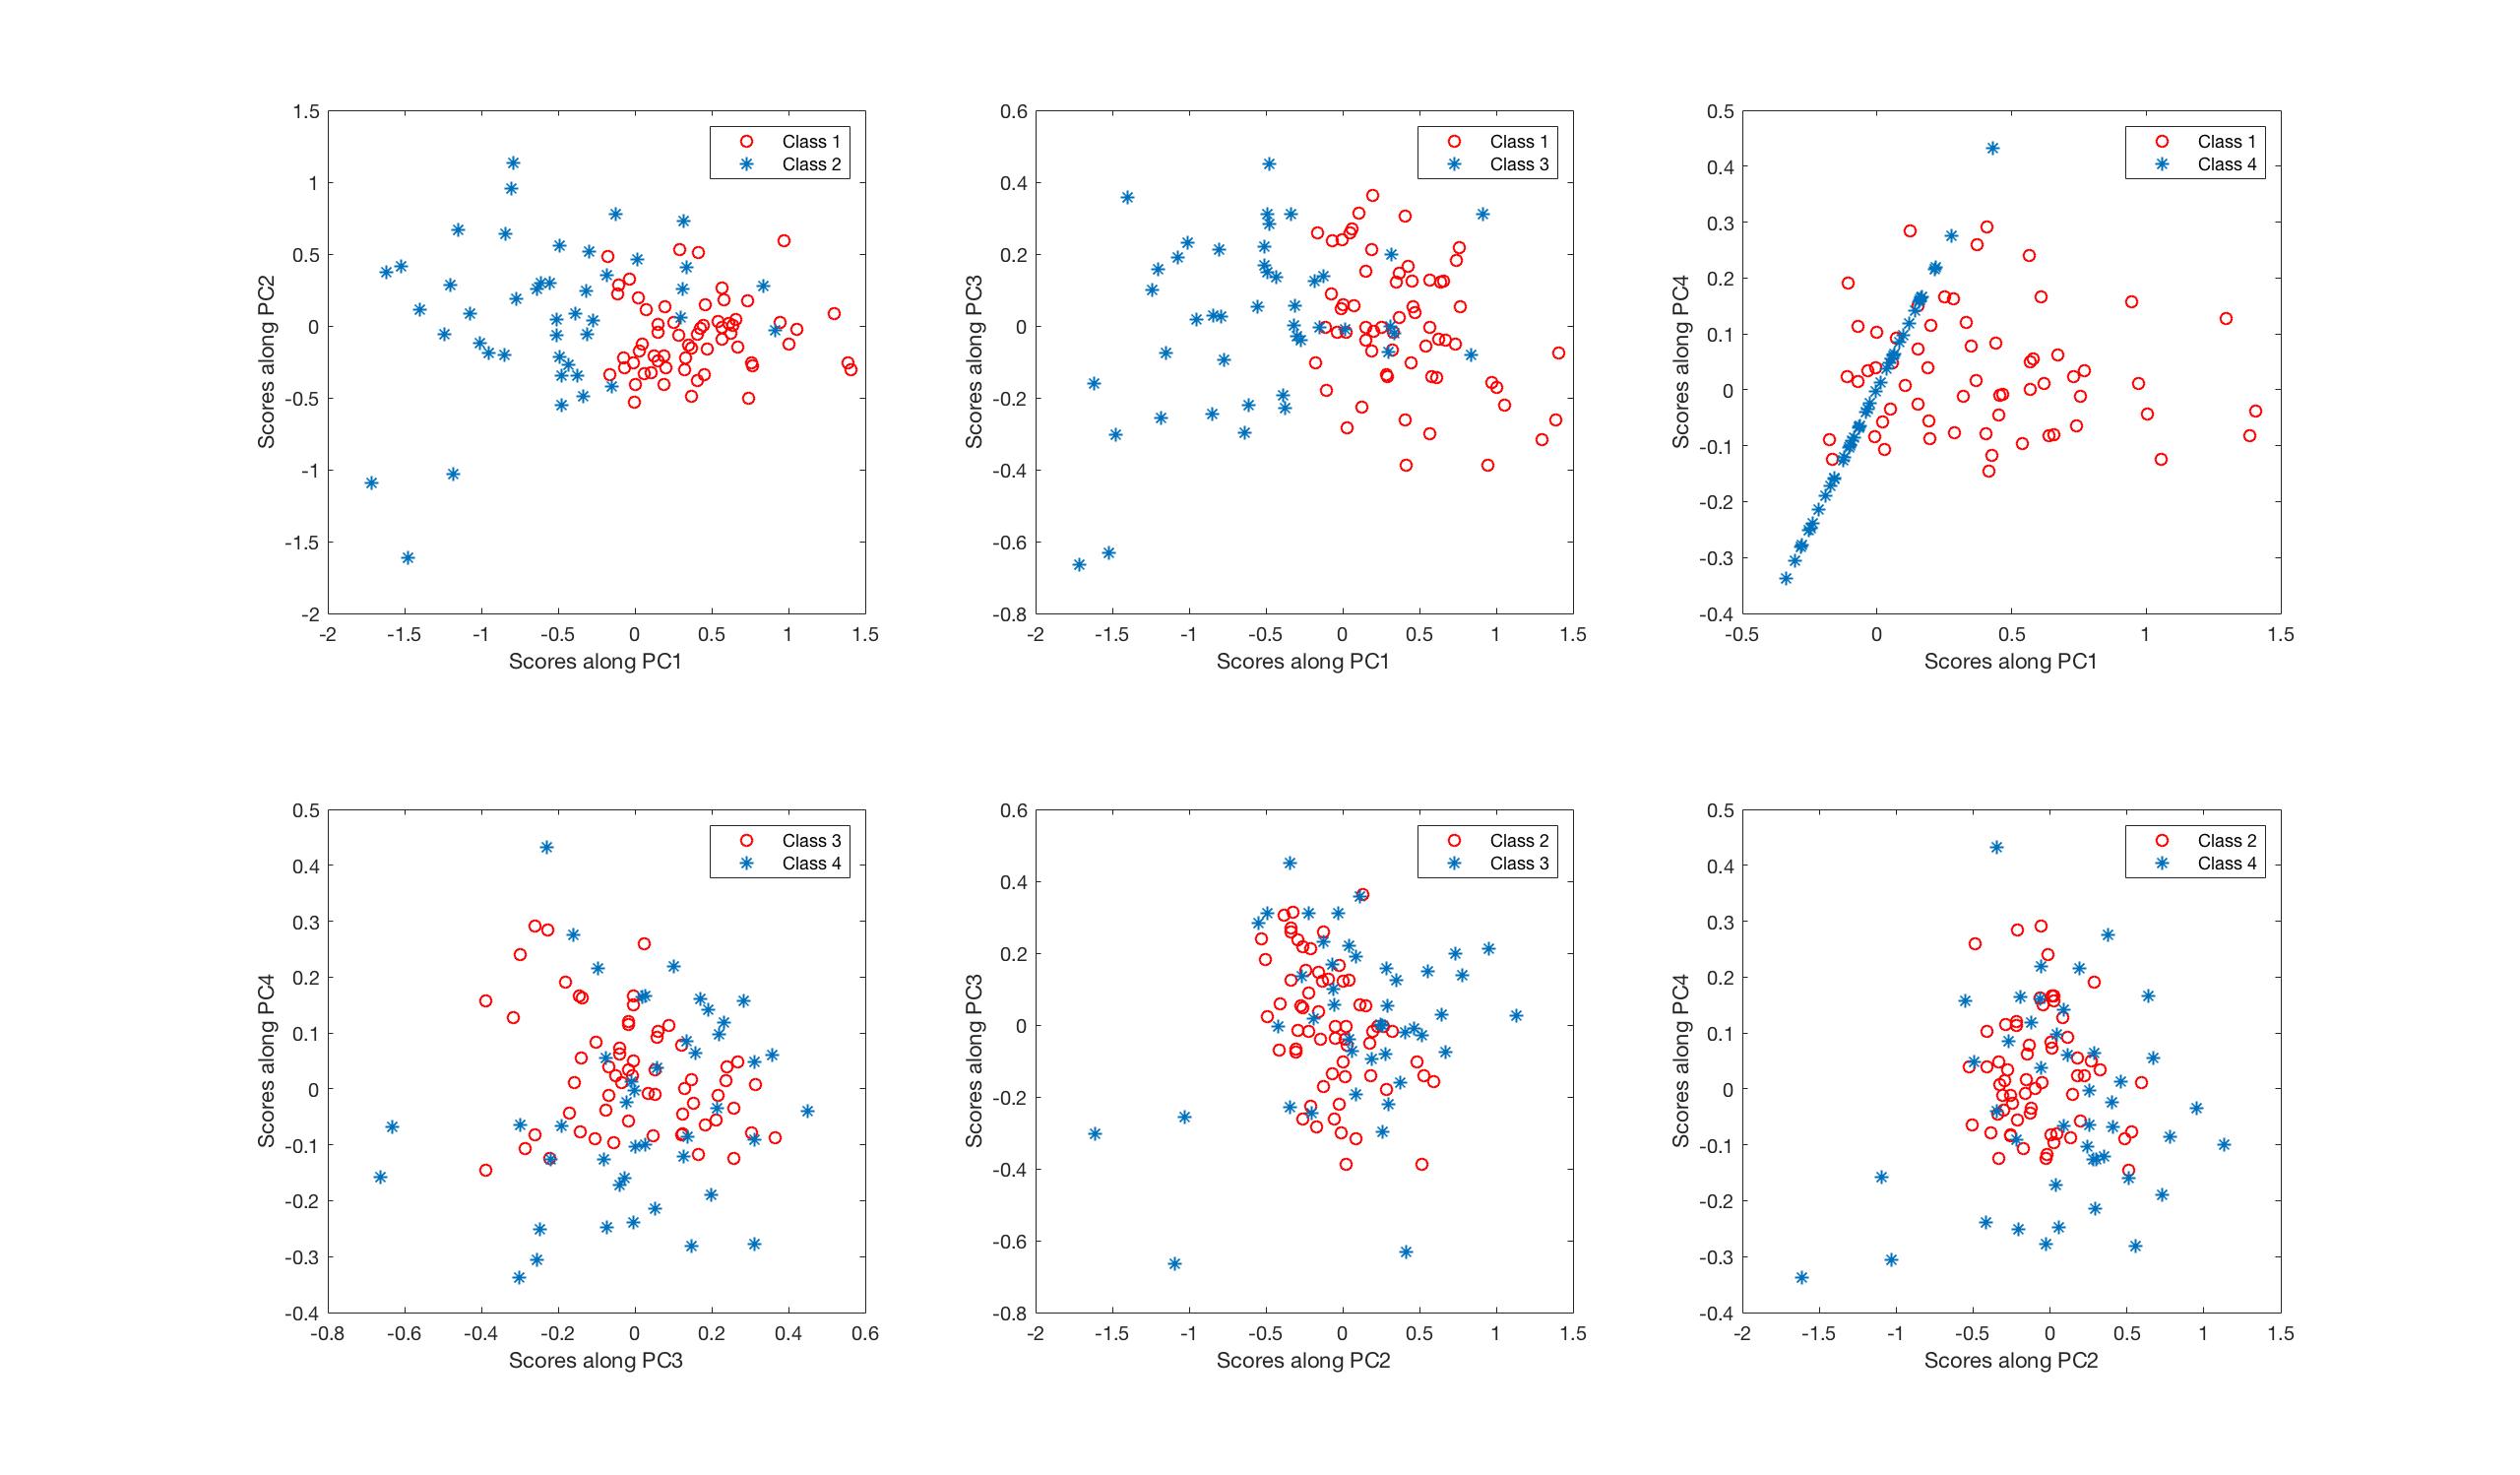 Class 1
Class 2
1.5
1
0.5
0
-0.5
-1
-1.5
-2
-2 -1.5 -1 -0.5 0 0.5 1 1.5
Scores along PC1
Scores along PC2
Class 1
Class 3
0.6
0.4
0.2
0
-0.2
-0.4
-0.6
-0.8
-2 -1.5 -1 -0.5 0 0.5 1 1.5
Scores along PC1
Scores along PC3
Class 1
Class 4
0.5
0.4
0.3
0.2
0.1
0
-0.1
-0.2
-0.3
-0.4
-0.5 0 0.5 1 1.5
Scores along PC1
Scores along PC4
Class 3
Class 4
0.5
0.4
0.3
0.2
0.1
0
-0.1
-0.2
-0.3
-0.4
-0.8 -0.6 -0.4 -0.2 0 0.2 0.4 0.6
Scores along PC3
Scores along PC4
Class 2
Class 3
0.6
0.4
0.2
0
-0.2
-0.4
-0.6
-0.8
-2 -1.5 -1 -0.5 0 0.5 1 1.5
Scores along PC2
Scores along PC3
Class 2
Class 4
0.5
0.4
0.3
0.2
0.1
0
-0.1
-0.2
-0.3
-0.4
-2 -1.5 -1 -0.5 0 0.5 1 1.5
Scores along PC2
Scores along PC4